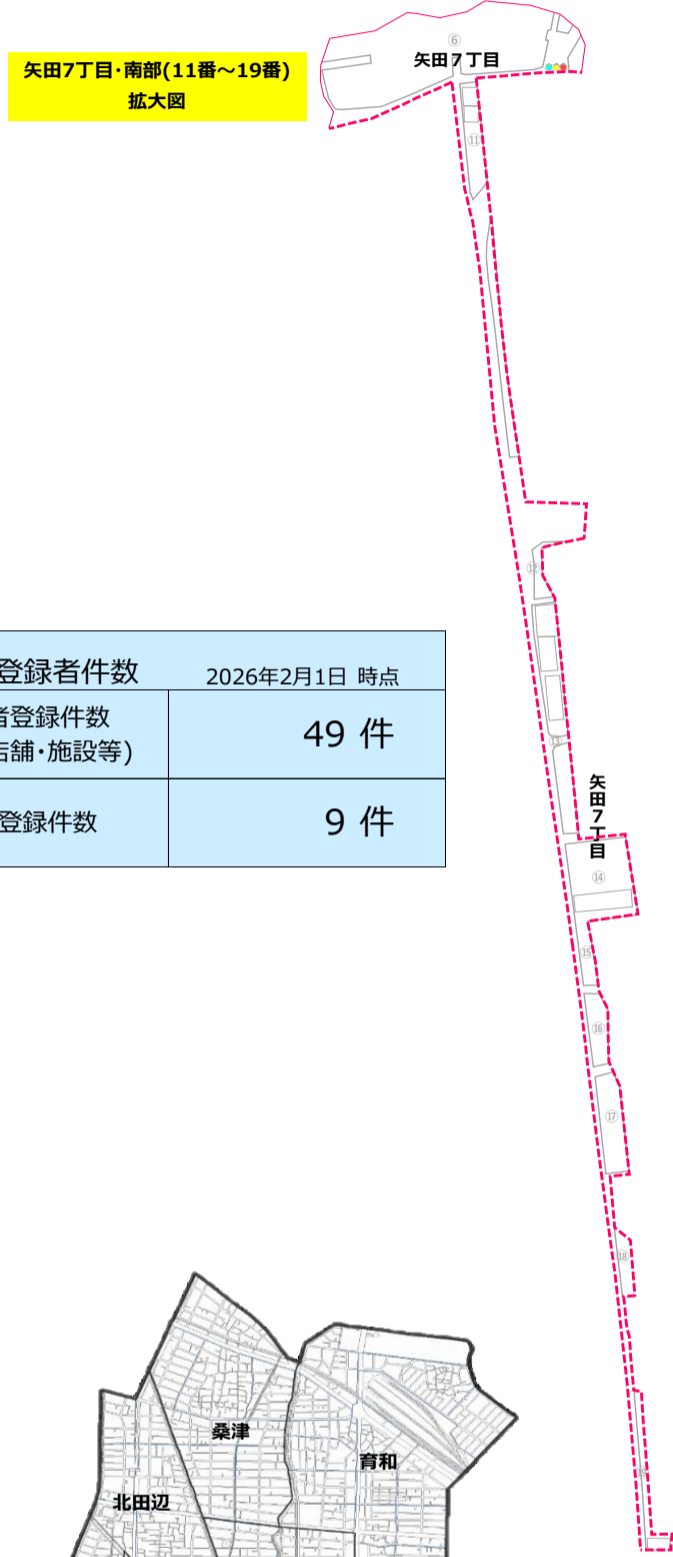 矢田7丁目・南部(11番～19番)
拡大図
⑥
矢田７丁目
⑪
⑫
登録者件数 2026年2月1日 時点
者登録件数
店舗・施設等) 49 件
登録件数 9 件
⑬
矢田７丁目
⑭
⑮
⑯
⑰
⑱
桑津
育和
北田辺